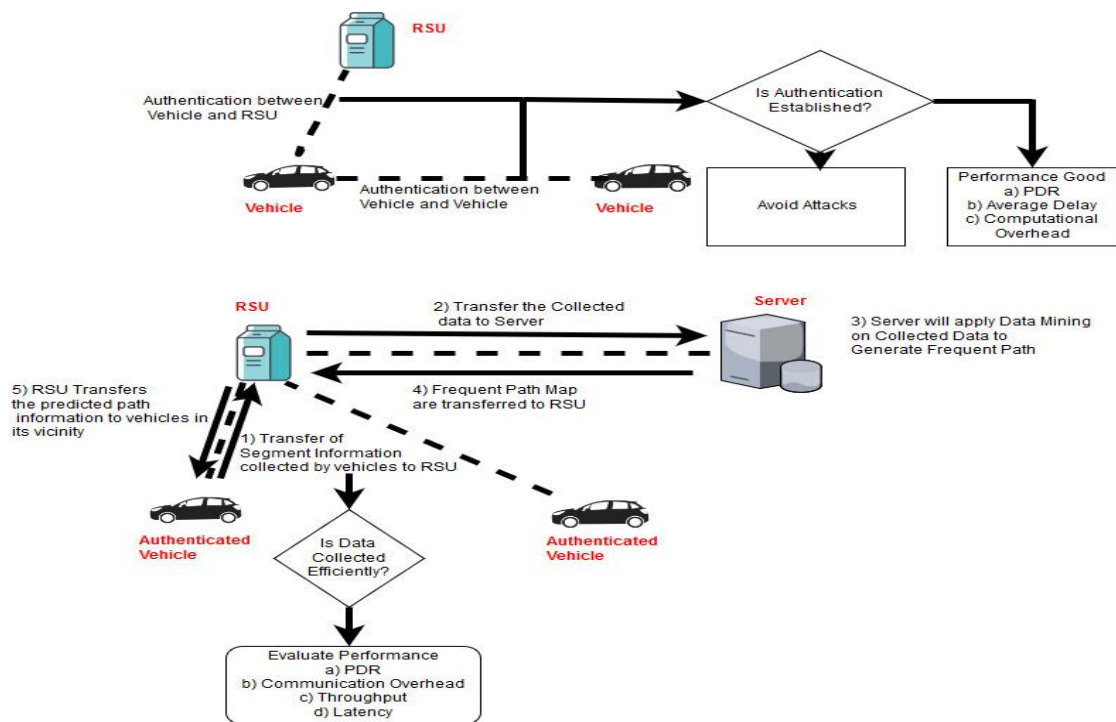 RSU
Authentication between
Vehicle and RSU
Is Authentication
Established?
Vehicle
Authentication between
Vehicle and Vehicle
Vehicle
Avoid Attacks
Performance Good
a) PDR
b) Average Delay
c) Computational
Overhead
RSU
2) Transfer the Collected
data to Server
Server
3) Server will apply Data Mining
on Collected Data to
Generate Frequent Path
4) Frequent Path Map
are transferred to RSU
5) RSU Transfers
the predicted path
information to vehicles in
its vicinity
1) Transfer of
Segment Information
collected by vehicles to RSU
Authenticated
Vehicle
Is Data
Collected
Efficiently?
Authenticated
Vehicle
Evaluate Performance
a) PDR
b) Communication Overhead
c) Throughput
d) Latency